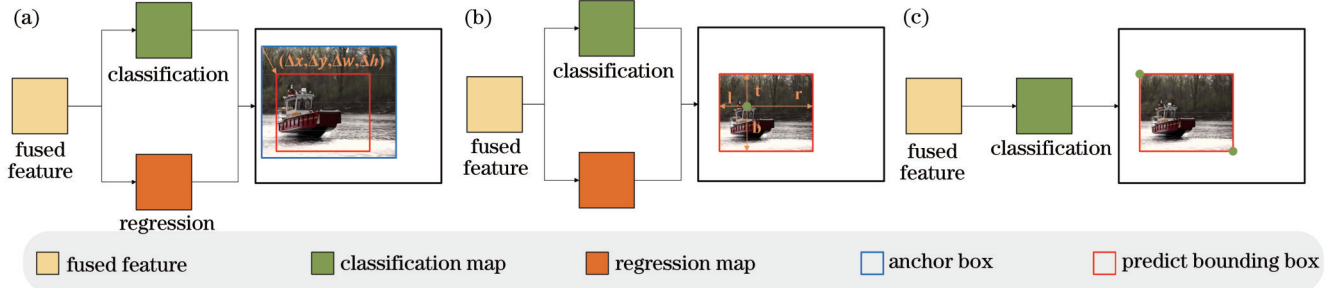 (a)
classification
fused
feature
regression
(Δx,Δy,Δw,Δh)
(b)
classification
fused
feature
l
t
r
b
(c)
fused
feature
classification
fused feature
classification map
regression map
anchor box
predict bounding box